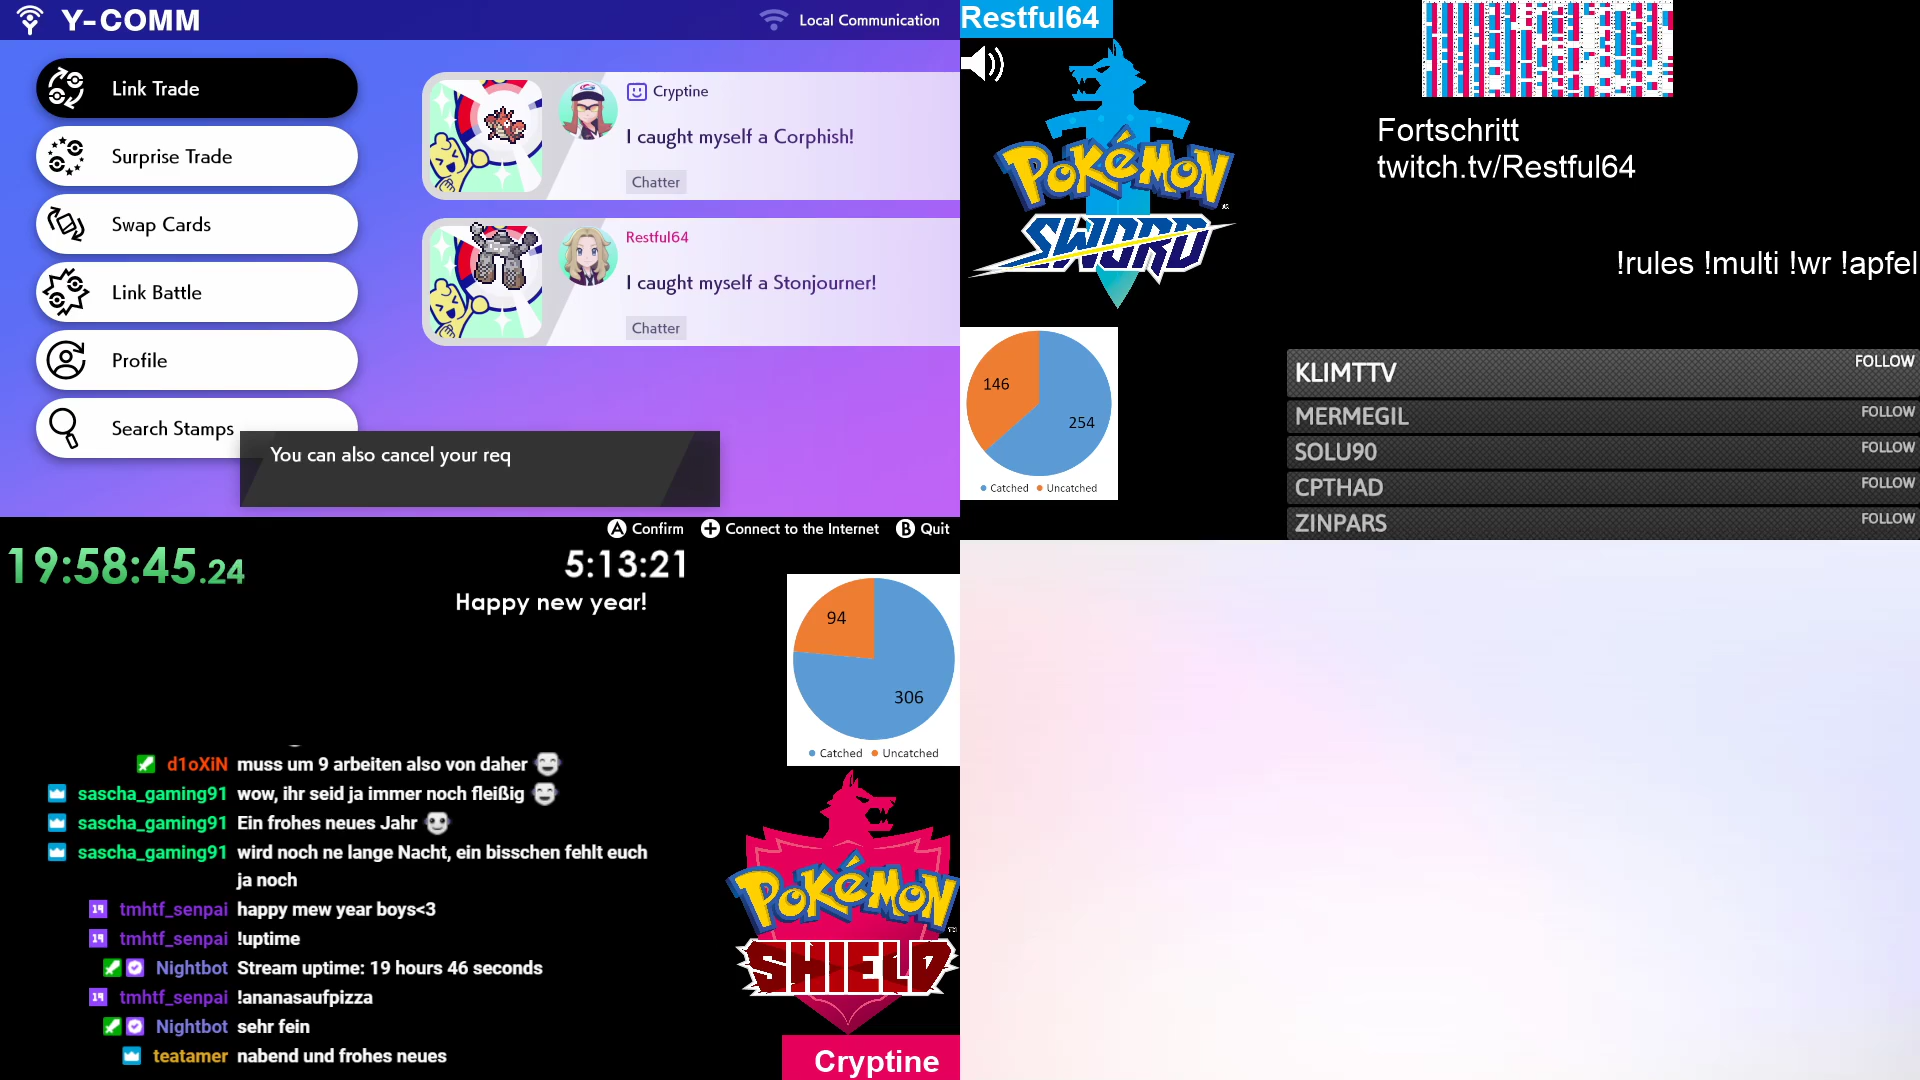 Y-COMM
Local Communication
Link Trade
Surprise Trade
Swap Cards
Link Battle
Profile
Search Stamps
Cryptine
I caught myself a Corphish!
Chatter
Restful64
I caught myself a Stonjourner!
Chatter
You can also cancel your req
A Confirm
Connect to the Internet
B Quit
Restful64
POKéMON
SWORD
Fortschritt
twitch.tv/Restful64
!rules !multi !wr !apfel
146
254
Catched Uncatched
KLIMTTV FOLLOW
MERMEGIL FOLLOW
SOLU90 FOLLOW
CPTHAD FOLLOW
ZINPARS FOLLOW
19:58:45.24
5:13:21
Happy new year!
94
306
Catched Uncatched
d1oXiN muss um 9 arbeiten also von daher
sascha_gaming91 wow, ihr seid ja immer noch fleißig
sascha_gaming91 Ein frohes neues Jahr
sascha_gaming91 wird noch ne lange Nacht, ein bisschen fehlt euch
ja noch
tmhtf_senpai happy mew year boys<3
tmhtf_senpai !uptime
Nightbot Stream uptime: 19 hours 46 seconds
tmhtf_senpai !ananasaufpizza
Nightbot sehr fein
teatamer nabend und frohes neues
POKéMON
SHIELD
Cryptine